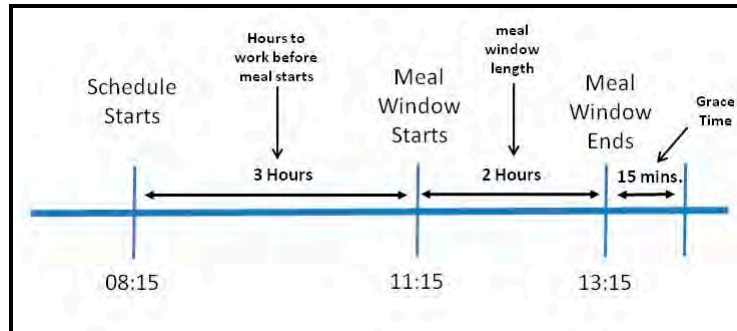 Schedule
Starts
Hours to
work before
meal starts
Meal
Window
Starts
meal
window
length
Meal
Window
Ends
Grace
Time
3 Hours
2 Hours
15 mins.
08:15
11:15
13:15